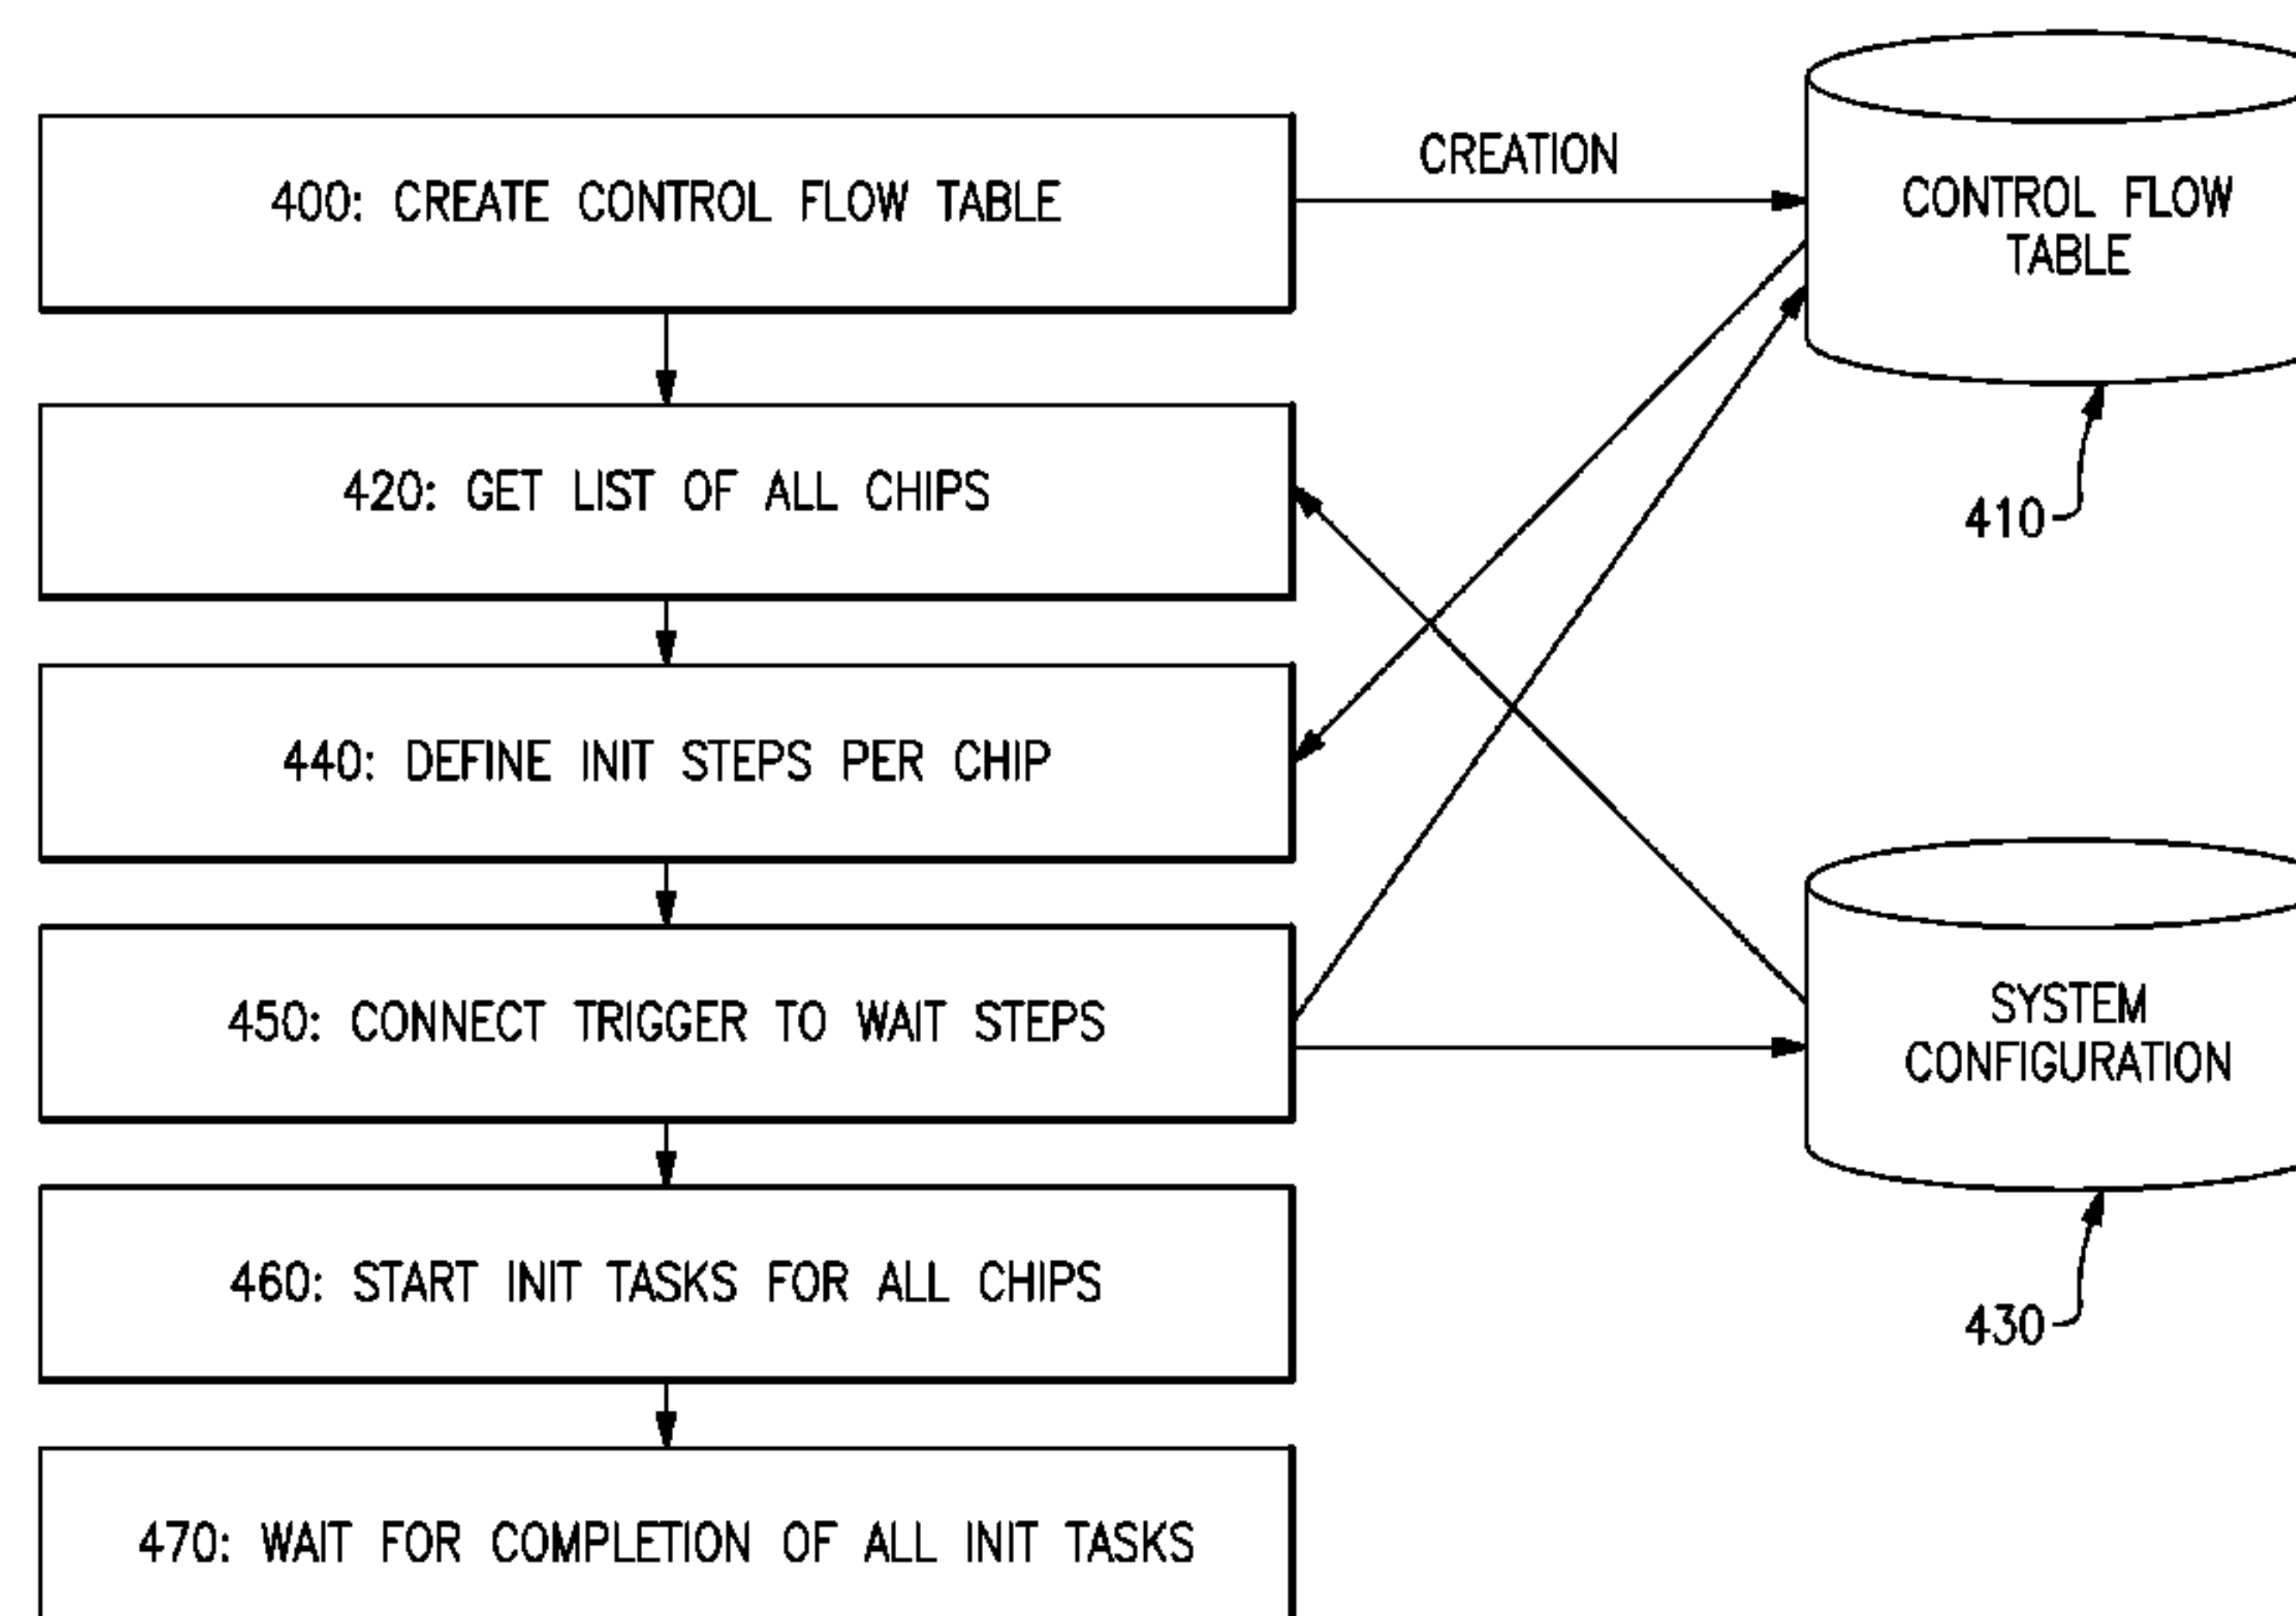 400: CREATE CONTROL FLOW TABLE
CREATION
CONTROL FLOW
TABLE
410
420: GET LIST OF ALL CHIPS
440: DEFINE INIT STEPS PER CHIP
450: CONNECT TRIGGER TO WAIT STEPS
SYSTEM
CONFIGURATION
430
460: START INIT TASKS FOR ALL CHIPS
470: WAIT FOR COMPLETION OF ALL INIT TASKS